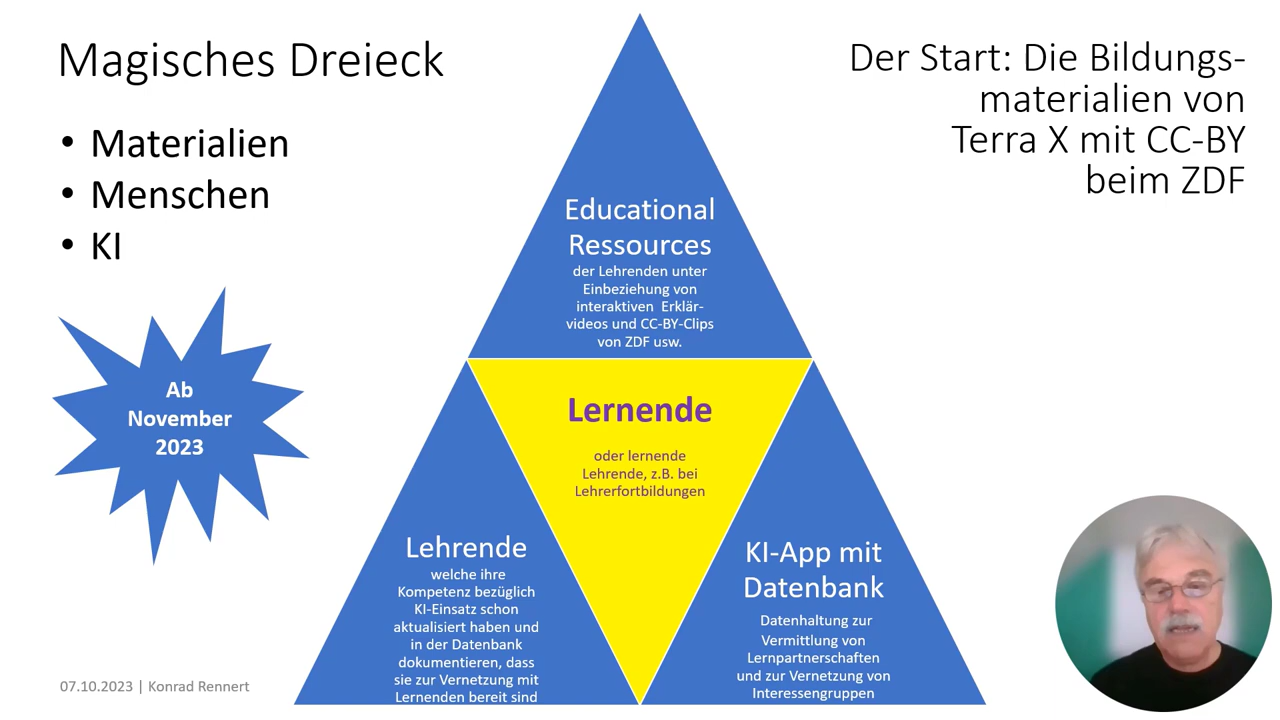 Magisches Dreieck
• Materialien
• Menschen
• KI
Der Start: Die Bildungs-
materialien von
Terra X mit CC-BY
beim ZDF
Ab
November
2023
Educational
Ressources
der Lehrenden unter
Einbeziehung von
interaktiven Erklär-
videos und CC-BY-Clips
von ZDF usw.
Lernende
oder lernende
Lehrende, z.B. bei
Lehrerfortbildungen
Lehrende
welche ihre
Kompetenz bezüglich
KI-Einsatz schon
aktualisiert haben und
in der Datenbank
dokumentieren, dass
sie zur Vernetzung mit
Lernenden bereit sind
KI-App mit
Datenbank
Datenhaltung zur
Vermittlung von
Lernpartnerschaften
und zur Vernetzung von
Interessengruppen
07.10.2023 | Konrad Rennert